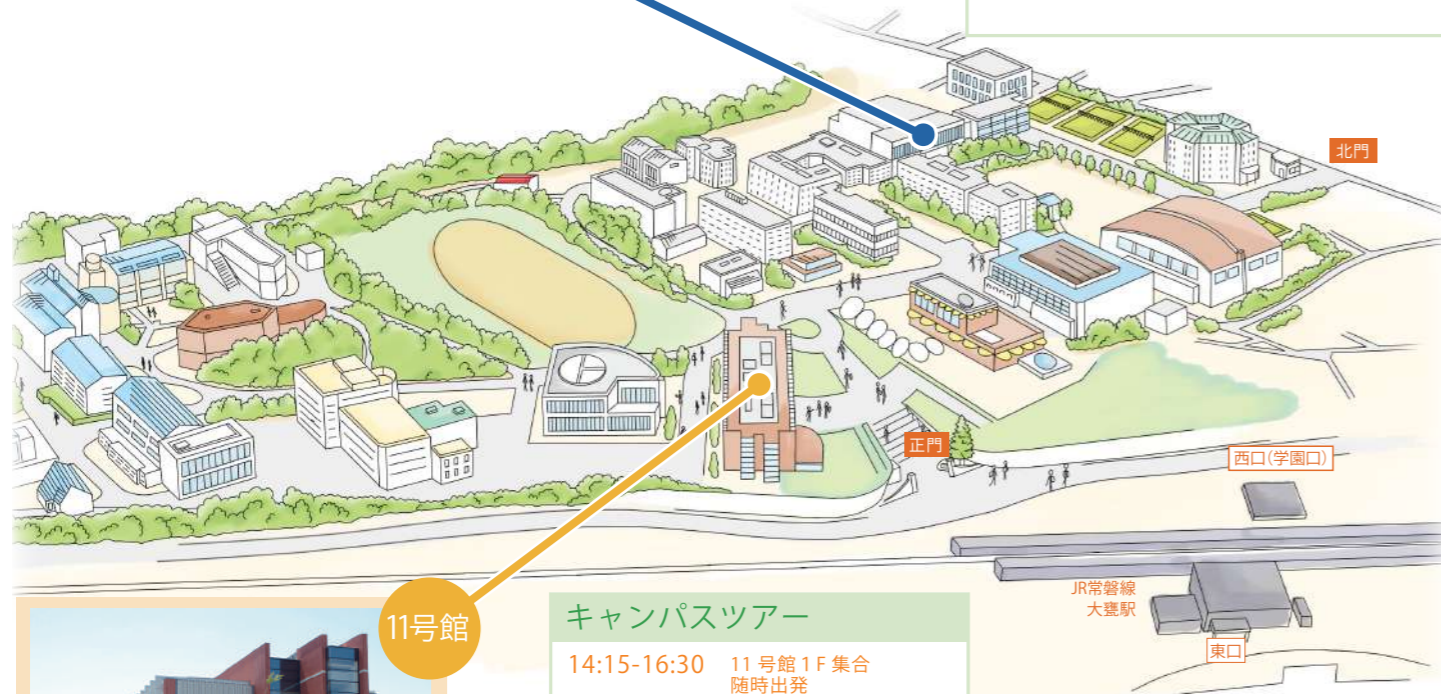 北門
正門
西口(学園口)
JR常磐線
大甕駅
東口
11号館
キャンパスツアー
14:15-16:30 11号館1F集合
随時出発